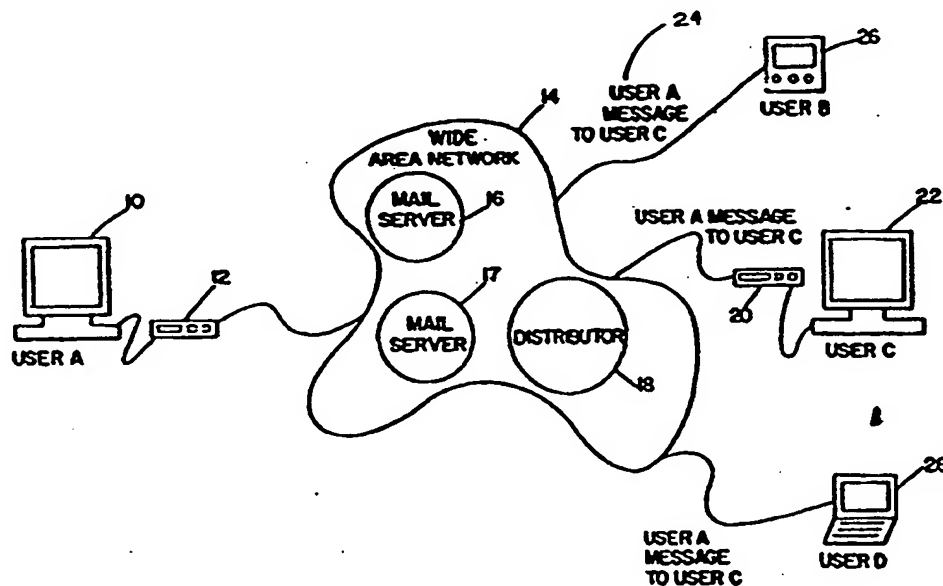 24
26
USER A
MESSAGE
TO USER C
USER B
14
WIDE
AREA NETWORK
10
MAIL
SERVER
16
22
USER A MESSAGE
TO USER C
12
17
20
USER A
MAIL
SERVER
DISTRIBUTOR
18
USER C
28
USER A
MESSAGE
TO USER C
USER D